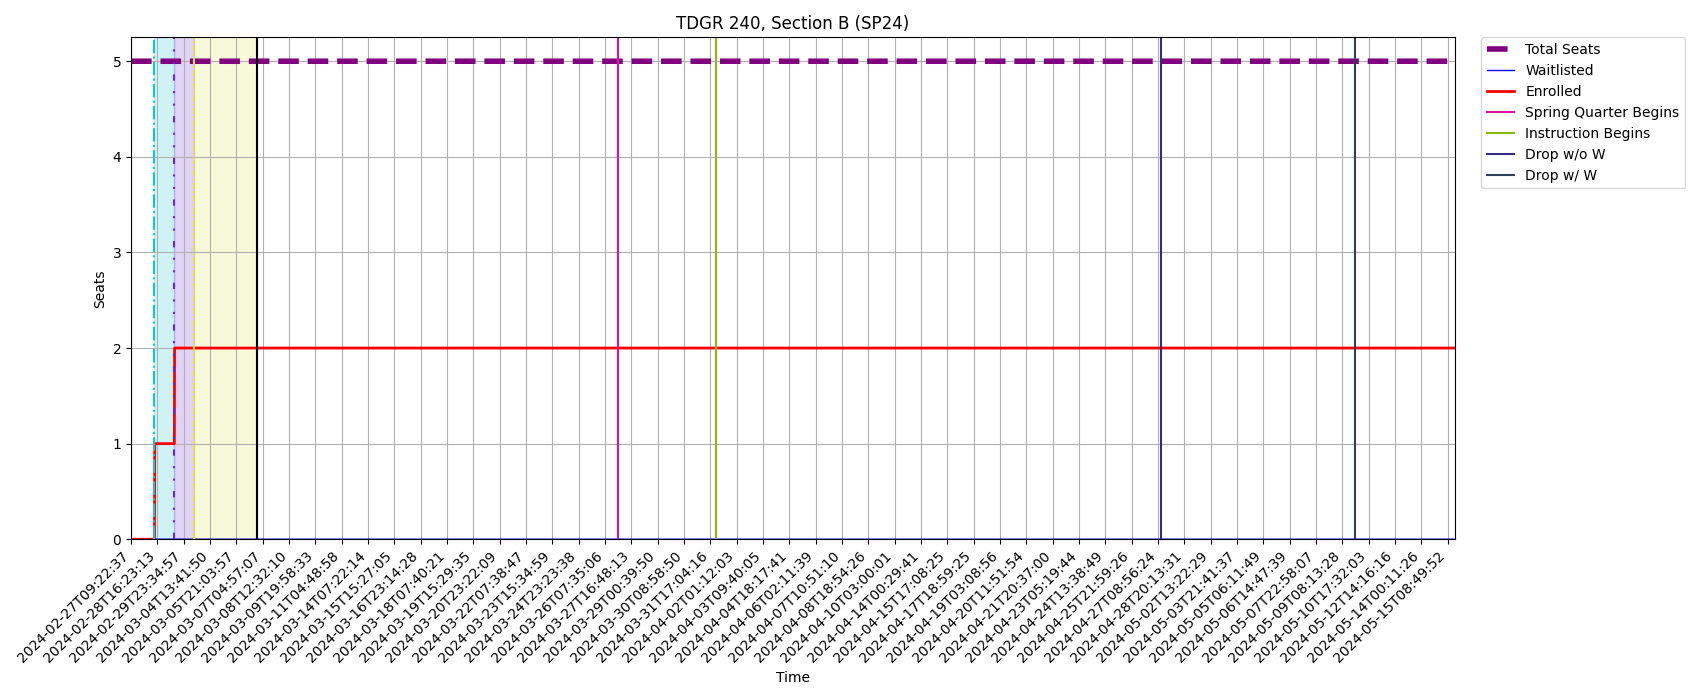 TDGR 240, Section B (SP24)
Total Seats
Waitlisted
Enrolled
Spring Quarter Begins
Instruction Begins
Drop w/o W
Drop w/ W
Seats
5
4
3
2
1
0
2024-02-27T09:22:37
2024-02-28T16:23:13
2024-02-29T23:34:57
2024-03-04T13:41:50
2024-03-05T21:03:57
2024-03-07T04:57:07
2024-03-08T12:32:10
2024-03-09T19:58:33
2024-03-11T04:48:58
2024-03-14T07:22:14
2024-03-15T15:27:05
2024-03-16T23:14:28
2024-03-18T07:40:21
2024-03-19T15:29:35
2024-03-20T23:22:09
2024-03-22T07:38:47
2024-03-23T15:34:59
2024-03-24T23:23:38
2024-03-26T07:35:06
2024-03-27T16:48:13
2024-03-29T00:39:50
2024-03-30T08:58:50
2024-03-31T17:04:16
2024-04-02T01:12:03
2024-04-03T09:40:05
2024-04-04T18:17:41
2024-04-06T02:11:39
2024-04-07T10:51:10
2024-04-08T18:54:26
2024-04-10T03:00:01
2024-04-14T00:29:41
2024-04-15T17:08:25
2024-04-17T18:59:25
2024-04-19T03:08:56
2024-04-20T11:51:54
2024-04-21T20:37:00
2024-04-23T05:19:44
2024-04-24T13:38:49
2024-04-25T21:59:26
2024-04-27T08:56:24
2024-04-28T20:13:31
2024-05-02T13:22:29
2024-05-03T21:41:37
2024-05-05T06:11:49
2024-05-06T14:47:39
2024-05-07T22:58:07
2024-05-09T08:13:28
2024-05-10T17:32:03
2024-05-12T14:16:16
2024-05-14T00:11:26
2024-05-15T08:49:52
Time